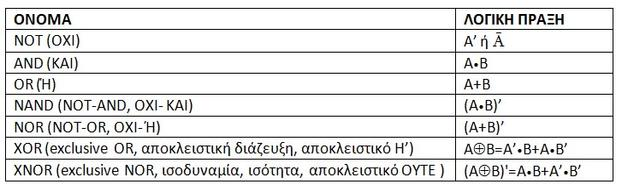 ΟΝΟΜΑ ΛΟΓΙΚΗ ΠΡΑΞΗ
NOT (ΟΧΙ) Α’ ή Ā
AND (ΚΑΙ) Α•Β
OR (Ή) Α+Β
NAND (NOT-AND, ΟΧΙ- ΚΑΙ) (Α•Β)’
NOR (NOT-OR, ΟΧΙ-Ή) (Α+Β)’
XOR (exclusive OR, αποκλειστική διάζευξη, αποκλειστικό Η’) Α⊕Β=Α’•Β+Α•Β’
XNOR (exclusive NOR, ισοδυναμία, ισότητα, αποκλειστικό ΟΥΤΕ ) (Α⊕Β)'=Α•Β+Α’•Β’